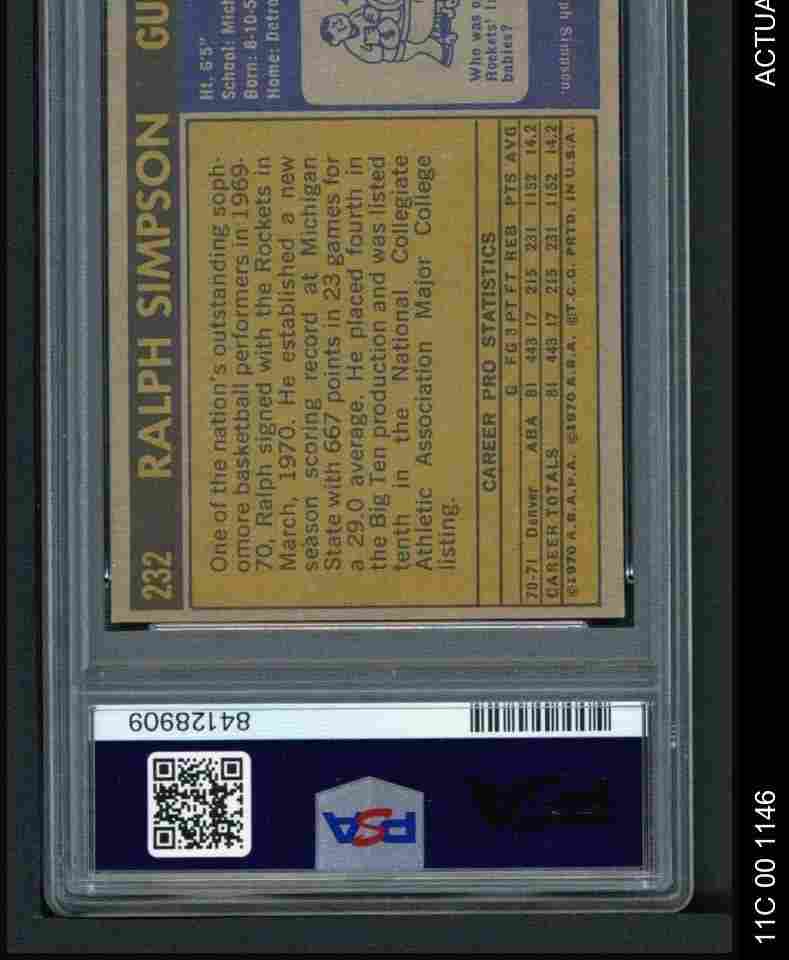 232 RALPH SIMPSON GU
Ht. 6'5"
School: Mich
Born: 8-10-5
Home: Detro
Who was o
Rockets' l
babies?
ph Simpson.
One of the nation's outstanding soph-
omore basketball performers in 1969-
70, Ralph signed with the Rockets in
March, 1970. He established a new
season scoring record at Michigan
State with 667 points in 23 games for
a 29.0 average. He placed fourth in
the Big Ten production and was listed
tenth in the National Collegiate
Athletic Association Major College
listing.
CAREER PRO STATISTICS
G FG 3PT FT REB PTS AVG
70-71 Denver ABA 81 443 17 215 231 1152 14.2
CAREER TOTALS 81 443 17 215 231 1152 14.2
©1970 A.B.A.P.A. ©1970 A.B.A. ©T.C.G. PRTD. IN U.S.A.
84128909
PSA
11C 00 1146 ACTUA